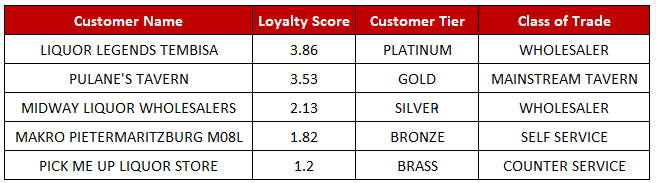 Customer Name Loyalty Score Customer Tier Class of Trade
LIQUOR LEGENDS TEMBISA 3.86 PLATINUM WHOLESALER
PULANE'S TAVERN 3.53 GOLD MAINSTREAM TAVERN
MIDWAY LIQUOR WHOLESALERS 2.13 SILVER WHOLESALER
MAKRO PIETERMARITZBURG M08L 1.82 BRONZE SELF SERVICE
PICK ME UP LIQUOR STORE 1.2 BRASS COUNTER SERVICE